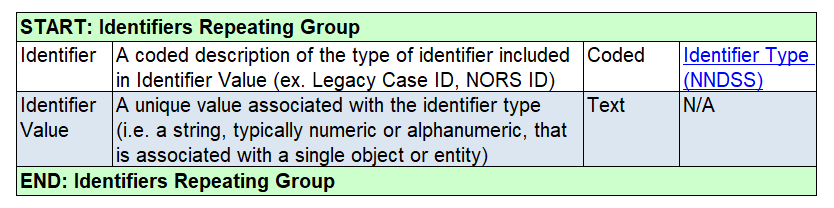 START: Identifiers Repeating Group
Identifier A coded description of the type of identifier included Coded Identifier Type
in Identifier Value (ex. Legacy Case ID, NORS ID) (NNDSS)
Identifier A unique value associated with the identifier type Text N/A
Value (i.e. a string, typically numeric or alphanumeric, that
is associated with a single object or entity)
END: Identifiers Repeating Group